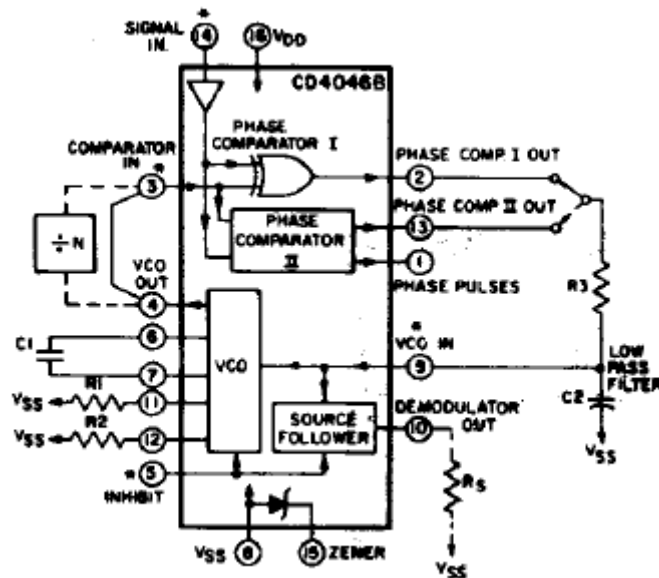 *
SIGNAL IN.
14
16
VDD
CD4046B
PHASE COMPARATOR I
COMPARATOR IN
*
3
PHASE COMP. I OUT
2
PHASE COMP. II OUT
13
PHASE COMPARATOR II
1
PHASE PULSES
÷N
VCO OUT
4
R3
6
C1
VCO
*
VCO IN
9
7
LOW PASS FILTER
R1
VSS
11
C2
DEMODULATOR OUT
SOURCE FOLLOWER
10
R2
VSS
12
VSS
*
5
INHIBIT
RS
VSS
8
15
ZENER
VSS